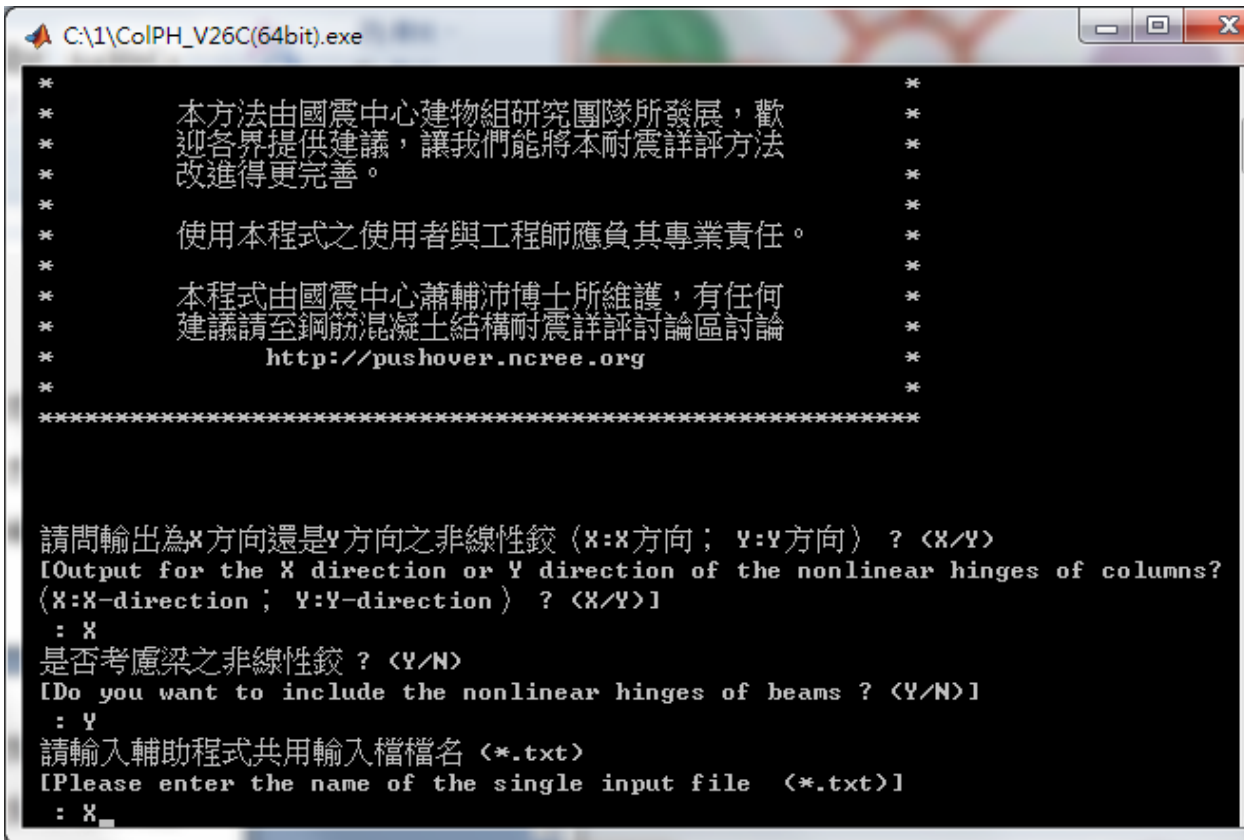 C:\1\ColPH_V26C(64bit).exe
* *
* 本方法由國震中心建物組研究團隊所發展，歡 *
* 迎各界提供建議，讓我們能將本耐震詳評方法 *
* 改進得更完善。 *
* *
* 使用本程式之使用者與工程師應負其專業責任。 *
* *
* 本程式由國震中心蕭輔沛博士所維護，有任何 *
* 建議請至鋼筋混凝土結構耐震詳評討論區討論 *
* http://pushover.ncree.org *
* *
***********************************************************
請問輸出為X方向還是Y方向之非線性鉸（X:X方向； Y:Y方向） ? (X/Y)
[Output for the X direction or Y direction of the nonlinear hinges of columns?
（X:X-direction； Y:Y-direction） ? (X/Y)]
: X
是否考慮梁之非線性鉸 ? (Y/N)
[Do you want to include the nonlinear hinges of beams ? (Y/N)]
: Y
請輸入輔助程式共用輸入檔檔名 (*.txt)
[Please enter the name of the single input file (*.txt)]
: X_